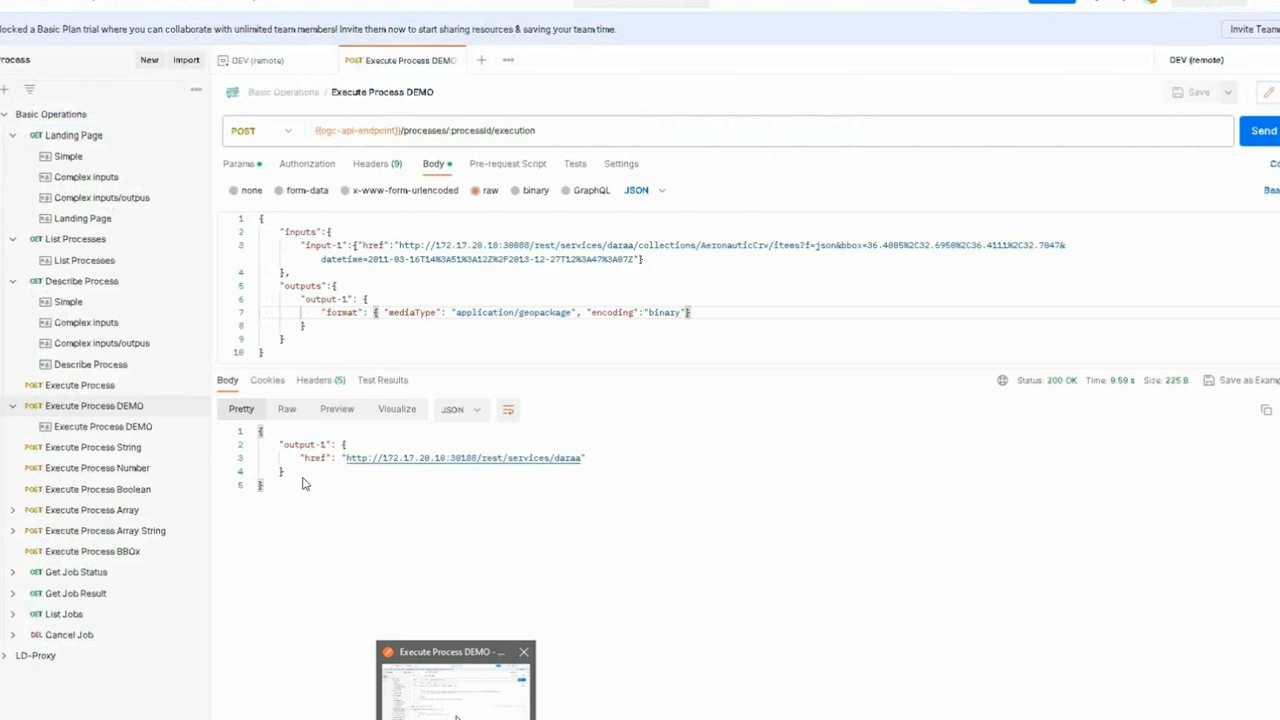 locked a Basic Plan trial where you can collaborate with unlimited team members! Invite them now to start sharing resources & saving your team time.
Invite Team
rocess
New
Import
DEV (remote)
POST Execute Process DEMO
DEV (remote)
Basic Operations / Execute Process DEMO
Save
Basic Operations
POST
{{ogc-api-endpoint}}/processes/:processId/execution
Send
GET Landing Page
Simple
Complex inputs
Complex inputs/outpus
Landing Page
GET List Processes
List Processes
GET Describe Process
Simple
Complex inputs
Complex inputs/outpus
Describe Process
POST Execute Process
POST Execute Process DEMO
Execute Process DEMO
POST Execute Process String
POST Execute Process Number
POST Execute Process Boolean
POST Execute Process Array
POST Execute Process Array String
POST Execute Process BBOx
GET Get Job Status
GET Get Job Result
GET List Jobs
DEL Cancel Job
LD-Proxy
Params
Authorization
Headers (9)
Body
Pre-request Script
Tests
Settings
Co
none
form-data
x-www-form-urlencoded
raw
binary
GraphQL
JSON
Bea
1 {
2 "inputs":{
3 "input-1":{"href":"http://172.17.20.10:30088/rest/services/daraa/collections/AeronauticCrv/items?f=json&bbox=36.4005%2C32.6950%2C36.4111%2C32.7047&
datetime=2011-03-16T14%3A51%3A12Z%2F2013-12-27T12%3A47%3A07Z"}
4 },
5 "outputs":{
6 "output-1": {
7 "format": { "mediaType": "application/geopackage", "encoding":"binary"}
8 }
9 }
10 }
Body
Cookies
Headers (5)
Test Results
Status: 200 OK
Time: 9.59 s
Size: 225 B
Save as Examp
Pretty
Raw
Preview
Visualize
JSON
1 {
2 "output-1": {
3 "href": "http://172.17.20.10:30108/rest/services/daraa"
4 }
5 }
Execute Process DEMO - ...